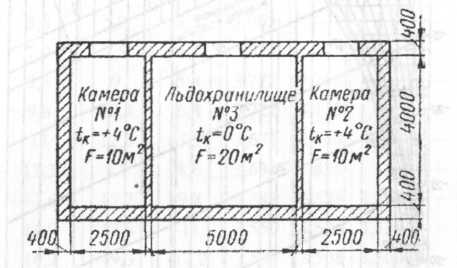 400
Камера
№1
tк=+4°C
F=10м²
Льдохранилище
№3
tк=0°C
F=20м²
Камера
№2
tк=+4°C
F=10м²
4000
400
400
2500
5000
2500
400